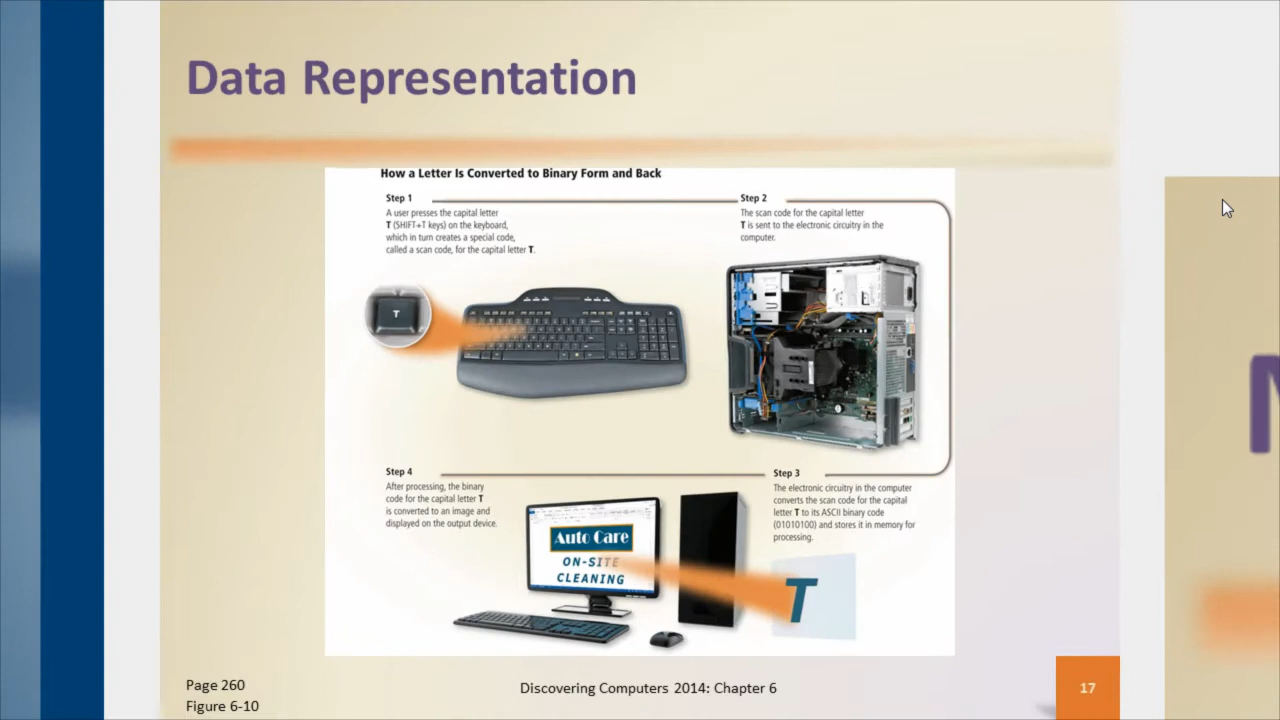 Data Representation
How a Letter Is Converted to Binary Form and Back
Step 1
A user presses the capital letter
T (SHIFT+T keys) on the keyboard,
which in turn creates a special code,
called a scan code, for the capital letter T.
Step 2
The scan code for the capital letter
T is sent to the electronic circuitry in the
computer.
T
Step 4
After processing, the binary
code for the capital letter T
is converted to an image and
displayed on the output device.
Step 3
The electronic circuitry in the computer
converts the scan code for the capital
letter T to its ASCII binary code
(01010100) and stores it in memory for
processing.
Auto Care
ON-SITE
CLEANING
T
Page 260
Figure 6-10
Discovering Computers 2014: Chapter 6
17